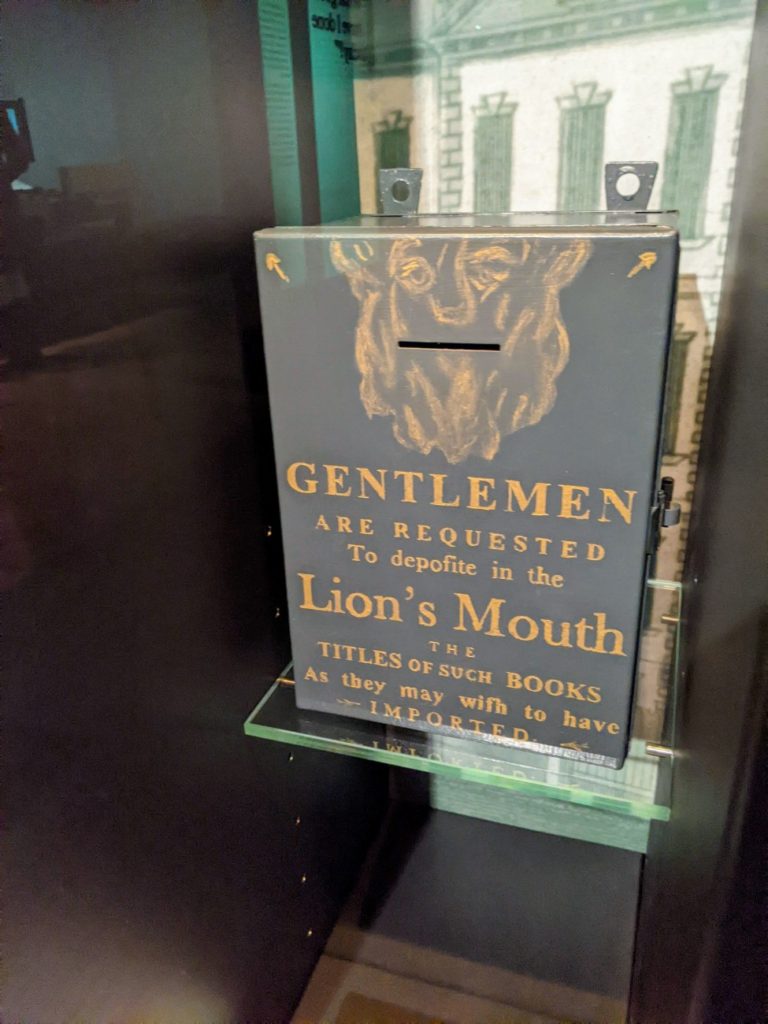 GENTLEMEN
ARE REQUESTED
To depofite in the
Lion's Mouth
THE
TITLES OF SUCH BOOKS
As they may wifh to have
IMPORTED.